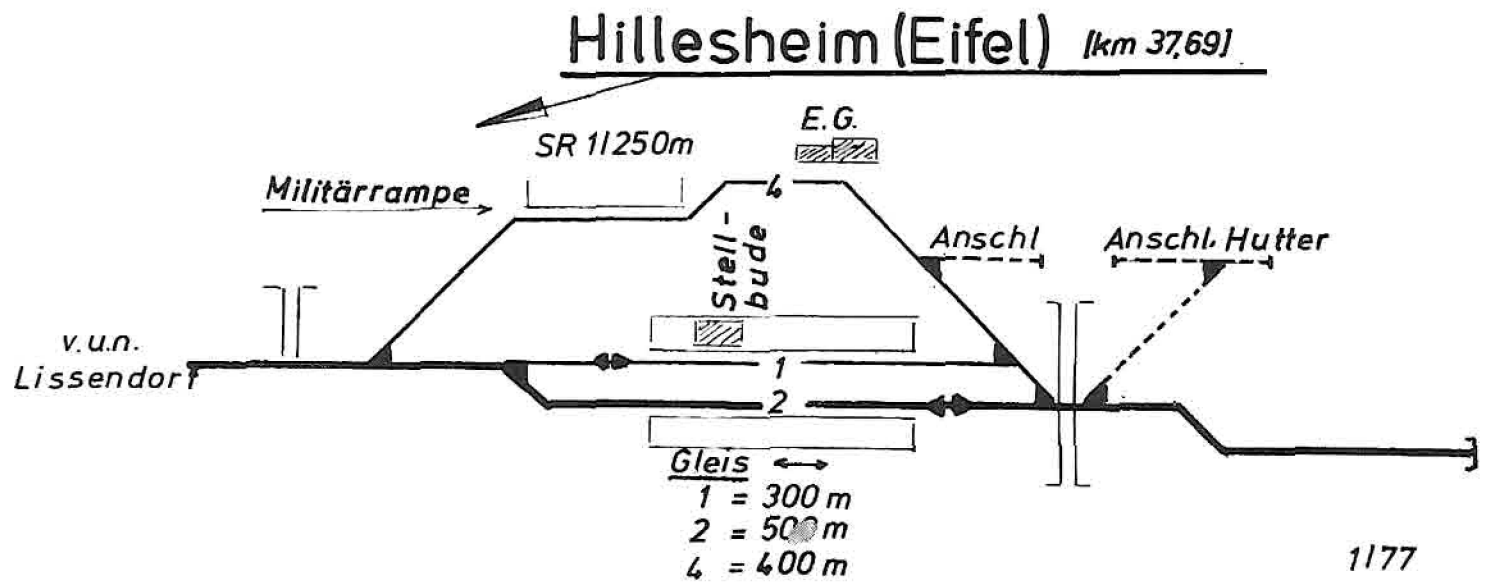 Hillesheim (Eifel) [km 37,69]
E.G.
SR 1/250m
Militärrampe
4
Stell-
bude
Anschl
Anschl. Hutter
v.u.n.
Lissendorf
1
2
Gleis
1 = 300 m
2 = 500 m
4 = 400 m
1/77